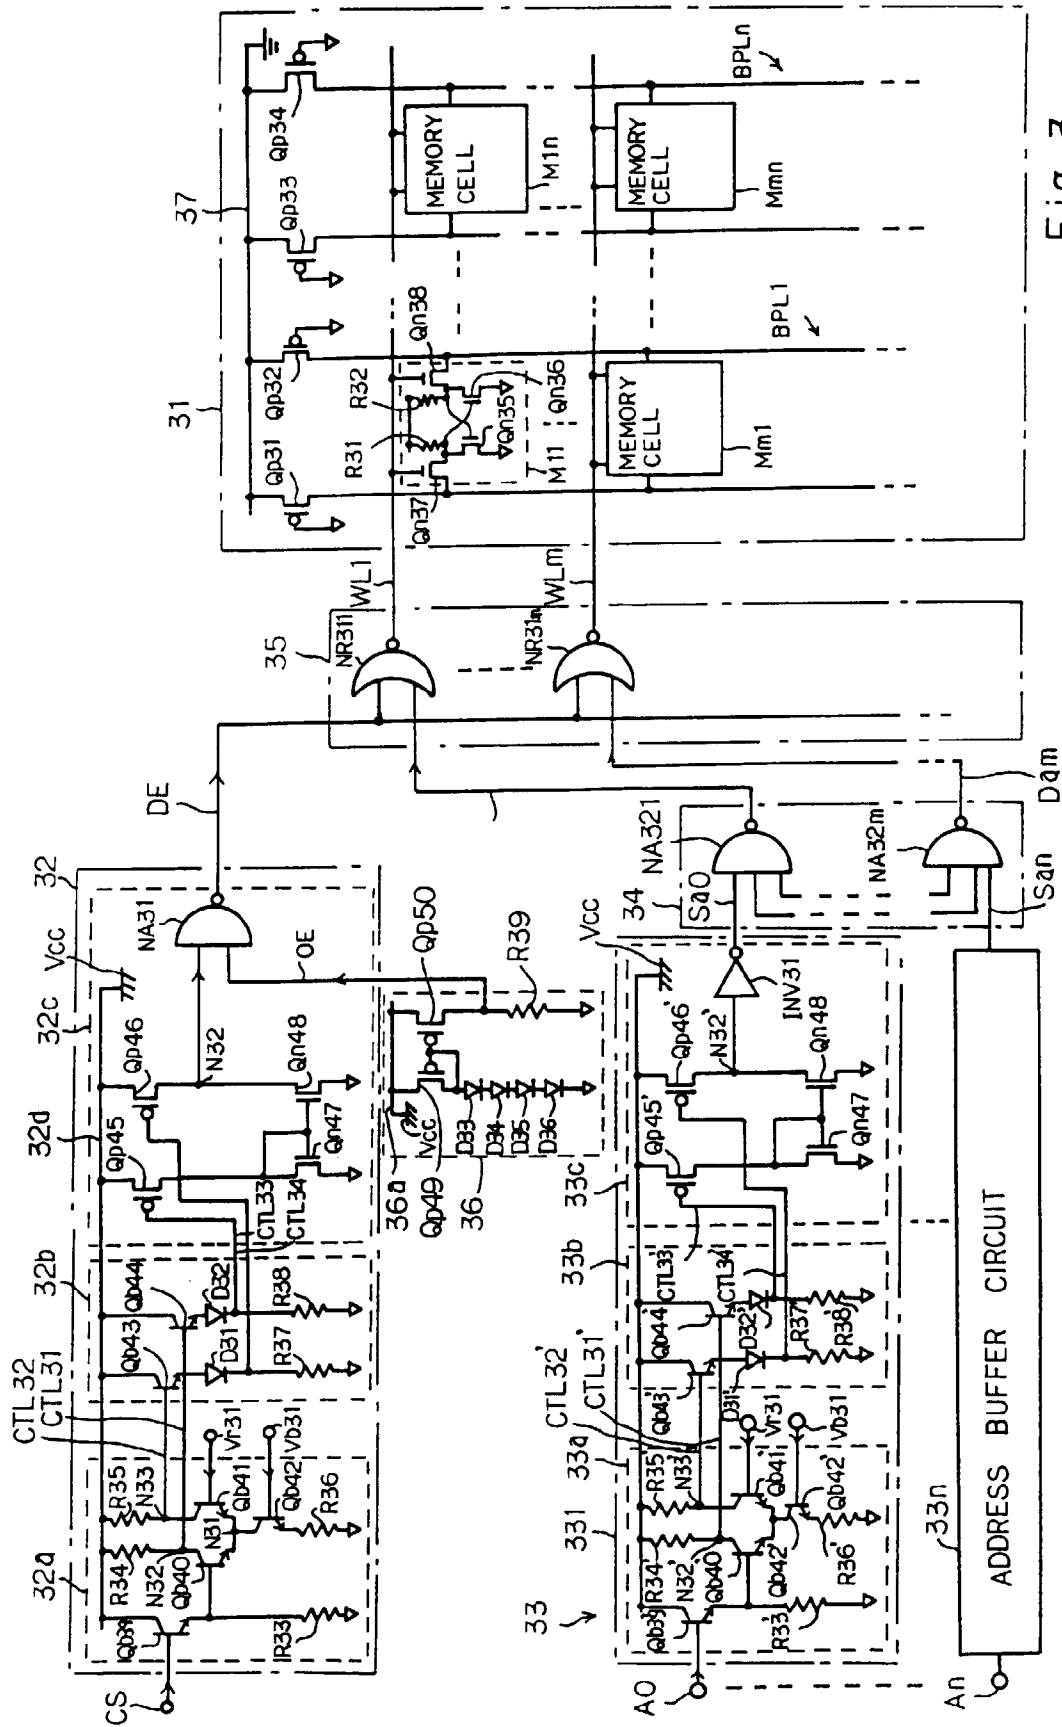 31
37
Qp31
Qp32
Qp33
Qp34
R31
R32
Qn38
Qn37
Qn35
Qn36
M11
MEMORY
CELL
M1n
MEMORY
CELL
Mm1
MEMORY
CELL
Mmn
BPL1
BPLn
WL1
WLm
35
NR311
NR31m
DE
32
Vcc
32c
32d
32b
32a
NA31
OE
Qp46
N32
Qn48
Qp45
Qn47
CTL33
CTL34
Qb44
Qb43
D32
D31
R38
R37
CTL32
CTL31
R35
N33
R34
N32
Qb39
Qb40
N31
Qb41
Qb42
Vr31
Vb31
R36
R33
CS
Qp50
R39
36a
Vcc
Qp49
D33
D34
D35
D36
36
34
NA321
Sa0
NA32m
San
Dam
Vcc
INV31
Qp46'
N32'
Qn48
Qp45'
Qn47
33c
33b
CTL33'
CTL34'
Qb44'
Qb43'
D32'
D31'
R37'
R38'
CTL32'
CTL31'
33a
331
33
Vr31
Vb31
R35'
N33'
R34'
N32'
Qb39'
Qb40'
Qb41'
Qb42'
R36'
R33'
A0
An
ADDRESS BUFFER CIRCUIT
33n